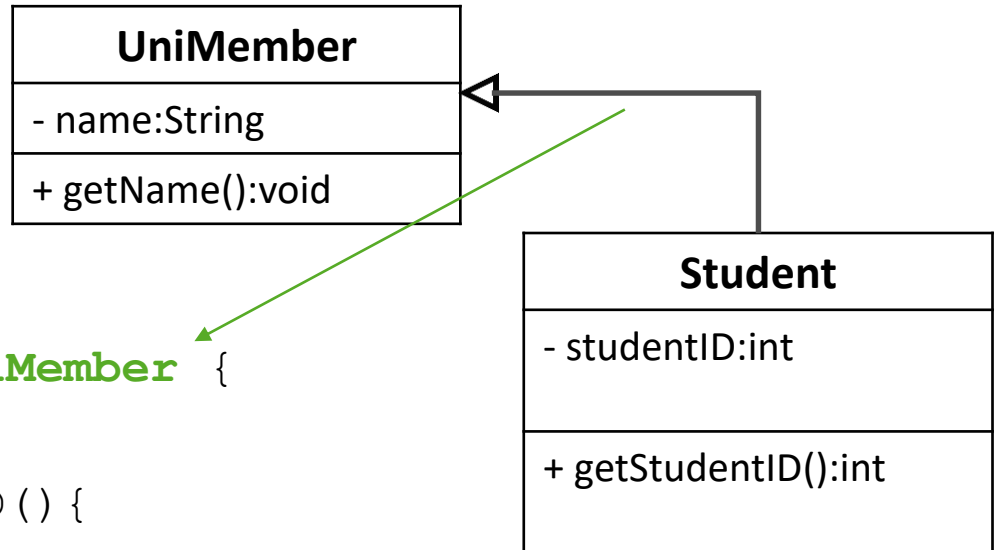 UniMember
- name:String
+ getName():void
Student
- studentID:int
+ getStudentID():int
Member {
() {